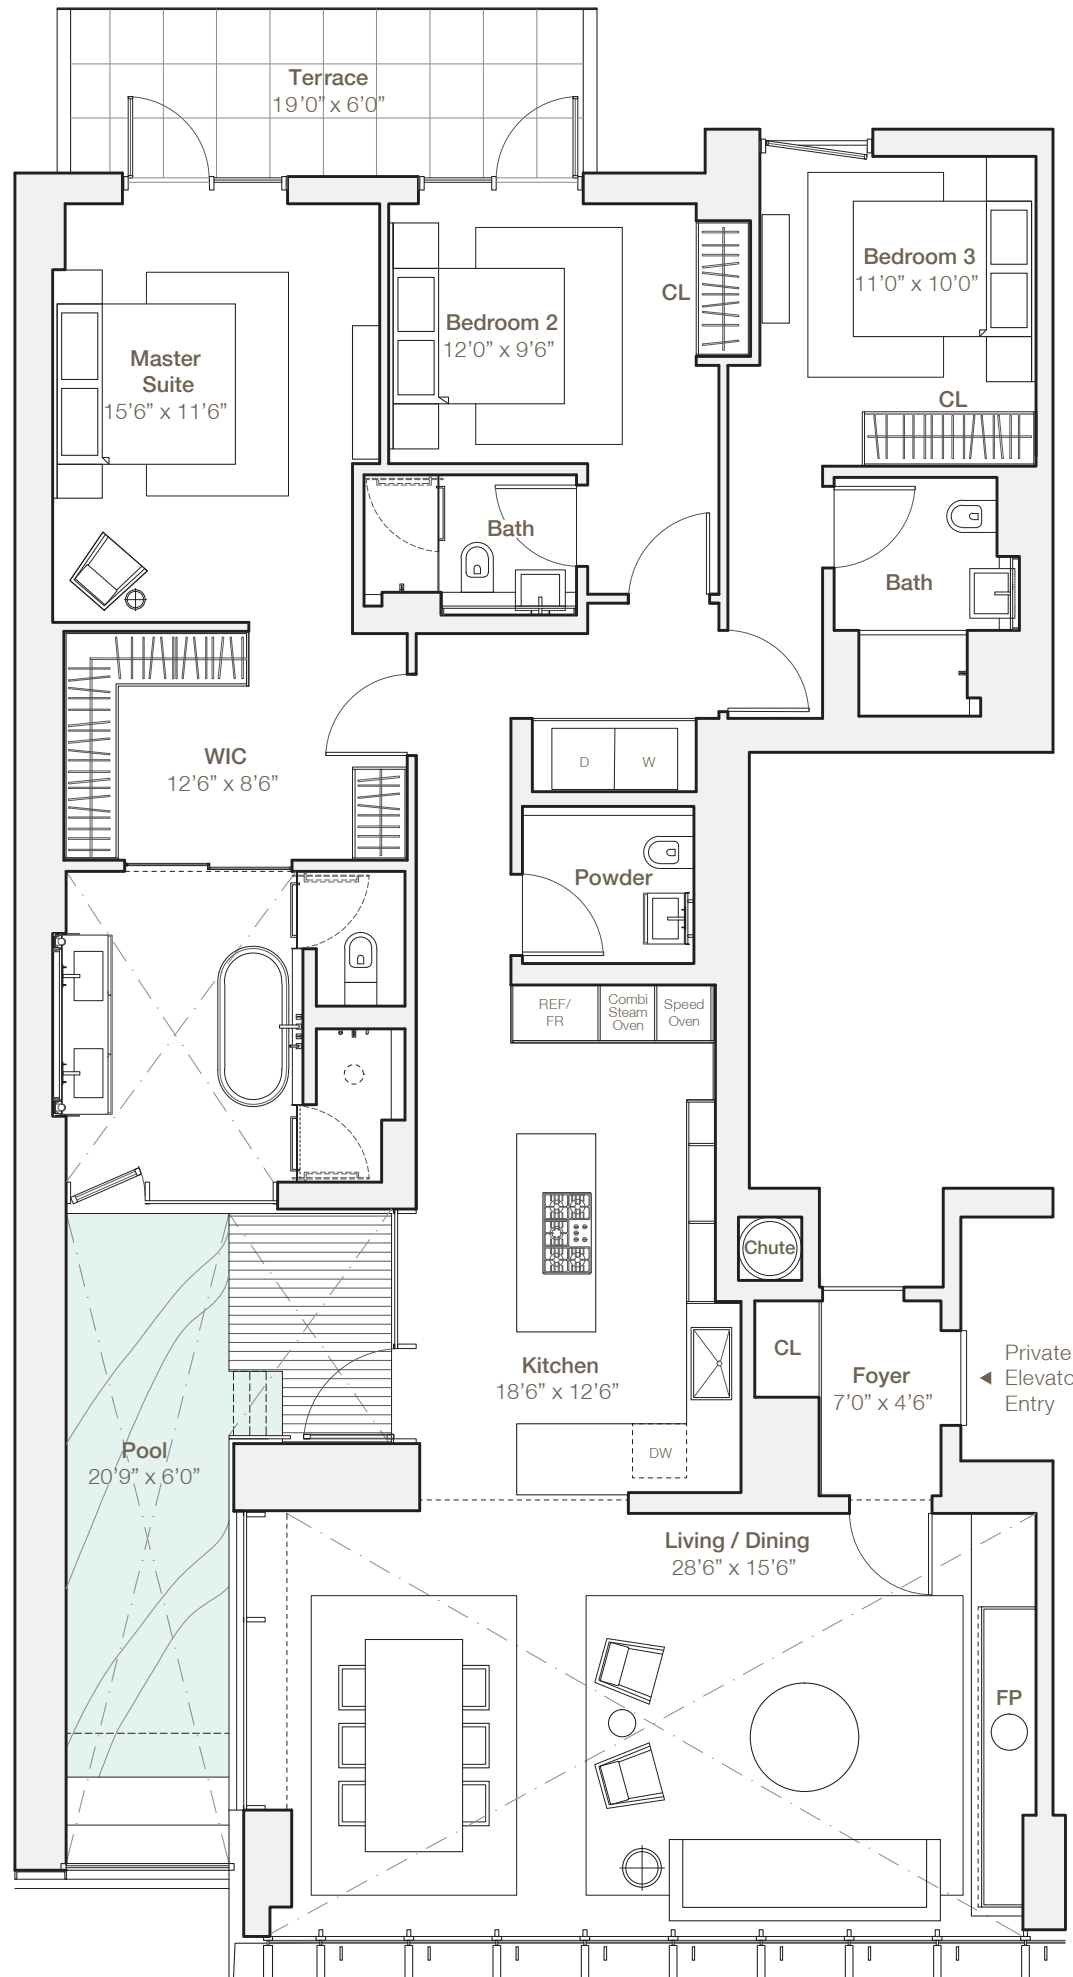 Terrace
19’0” x 6’0”
Bedroom 3
11’0” x 10’0”
CL
Bedroom 2
12’0” x 9’6”
Master
Suite
15’6” x 11’6”
CL
Bath
Bath
WIC
12’6” x 8’6”
D
W
Powder
REF/
FR
Combi
Steam
Oven
Speed
Oven
Chute
CL
Foyer
7’0” x 4’6”
Private
Elevato
Entry
Kitchen
18’6” x 12’6”
DW
Pool
20’9” x 6’0”
Living / Dining
28’6” x 15’6”
FP